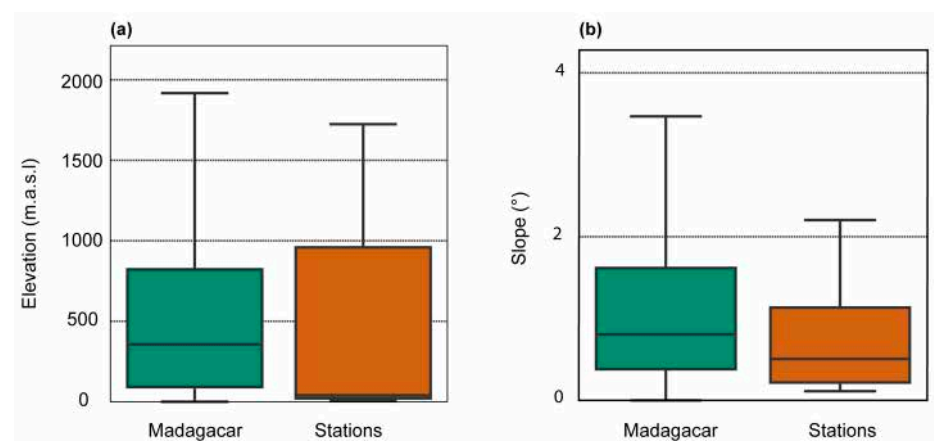 (a)
Elevation (m.a.s.l)
2000
1500
1000
500
0
Madagacar Stations
(b)
Slope (°)
4
2
0
Madagacar Stations